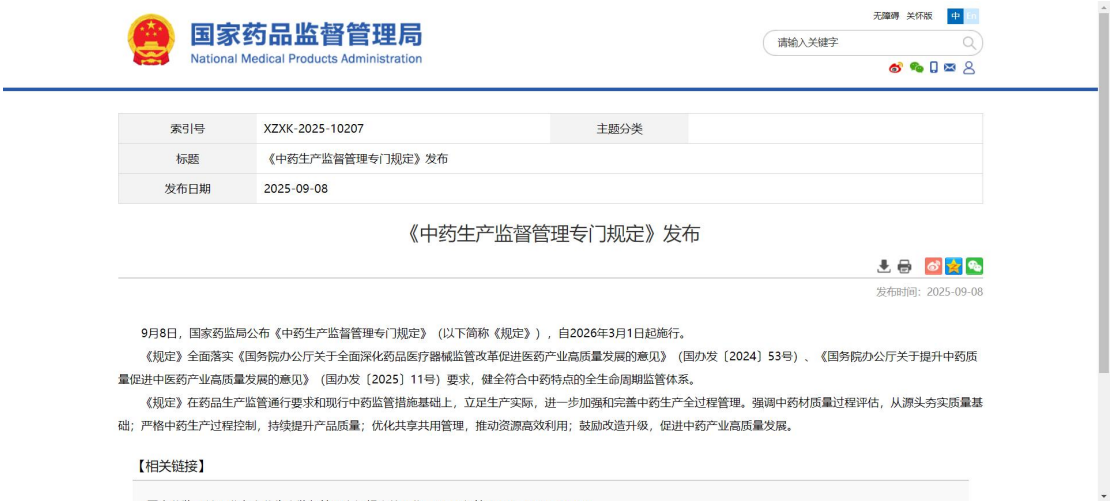 无障碍 关怀版 中 En
国家药品监督管理局
National Medical Products Administration
请输入关键字
索引号 XZXK-2025-10207 主题分类
标题 《中药生产监督管理专门规定》发布
发布日期 2025-09-08
《中药生产监督管理专门规定》发布
发布时间：2025-09-08
9月8日，国家药监局公布《中药生产监督管理专门规定》（以下简称《规定》），自2026年3月1日起施行。
《规定》全面落实《国务院办公厅关于全面深化药品医疗器械监管改革促进医药产业高质量发展的意见》（国办发〔2024〕53号）、《国务院办公厅关于提升中药质
量促进中医药产业高质量发展的意见》（国办发〔2025〕11号）要求，健全符合中药特点的全生命周期监管体系。
《规定》在药品生产监管通行要求和现行中药监管措施基础上，立足生产实际，进一步加强和完善中药生产全过程管理。强调中药材质量过程评估，从源头夯实质量基
础；严格中药生产过程控制，持续提升产品质量；优化共享共用管理，推动资源高效利用；鼓励改造升级，促进中药产业高质量发展。
【相关链接】